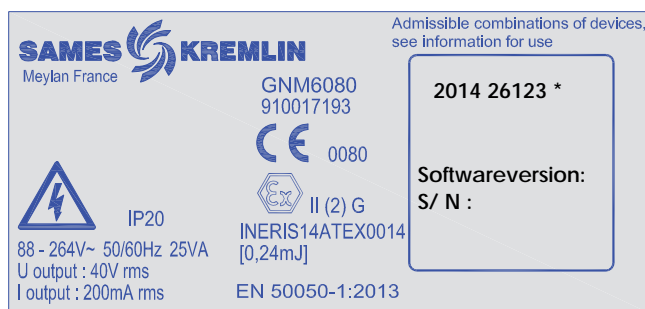 SAMES KREMLIN
Meylan France
Admissible combinations of devices,
see information for use
GNM6080
910017193
CE 0080
Ex II (2) G
INERIS14ATEX0014
[0,24mJ]
EN 50050-1:2013
2014 26123 *
Softwareversion:
S/ N :
IP20
88 - 264V~ 50/60Hz 25VA
U output : 40V rms
I output : 200mA rms